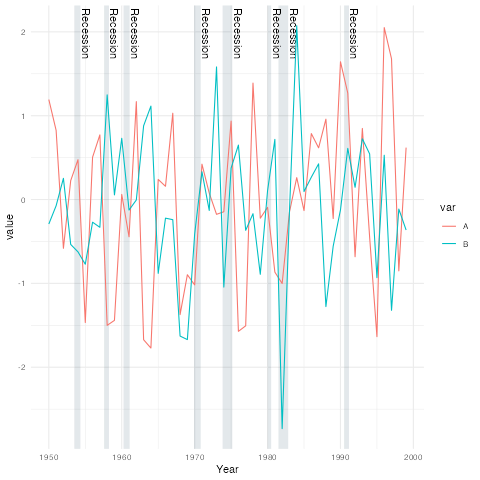 Recession
Recession
Recession
Recession
Recession
Recession
Recession
Recession
2
1
0
-1
-2
value
1950
1960
1970
1980
1990
2000
Year
var
A
B